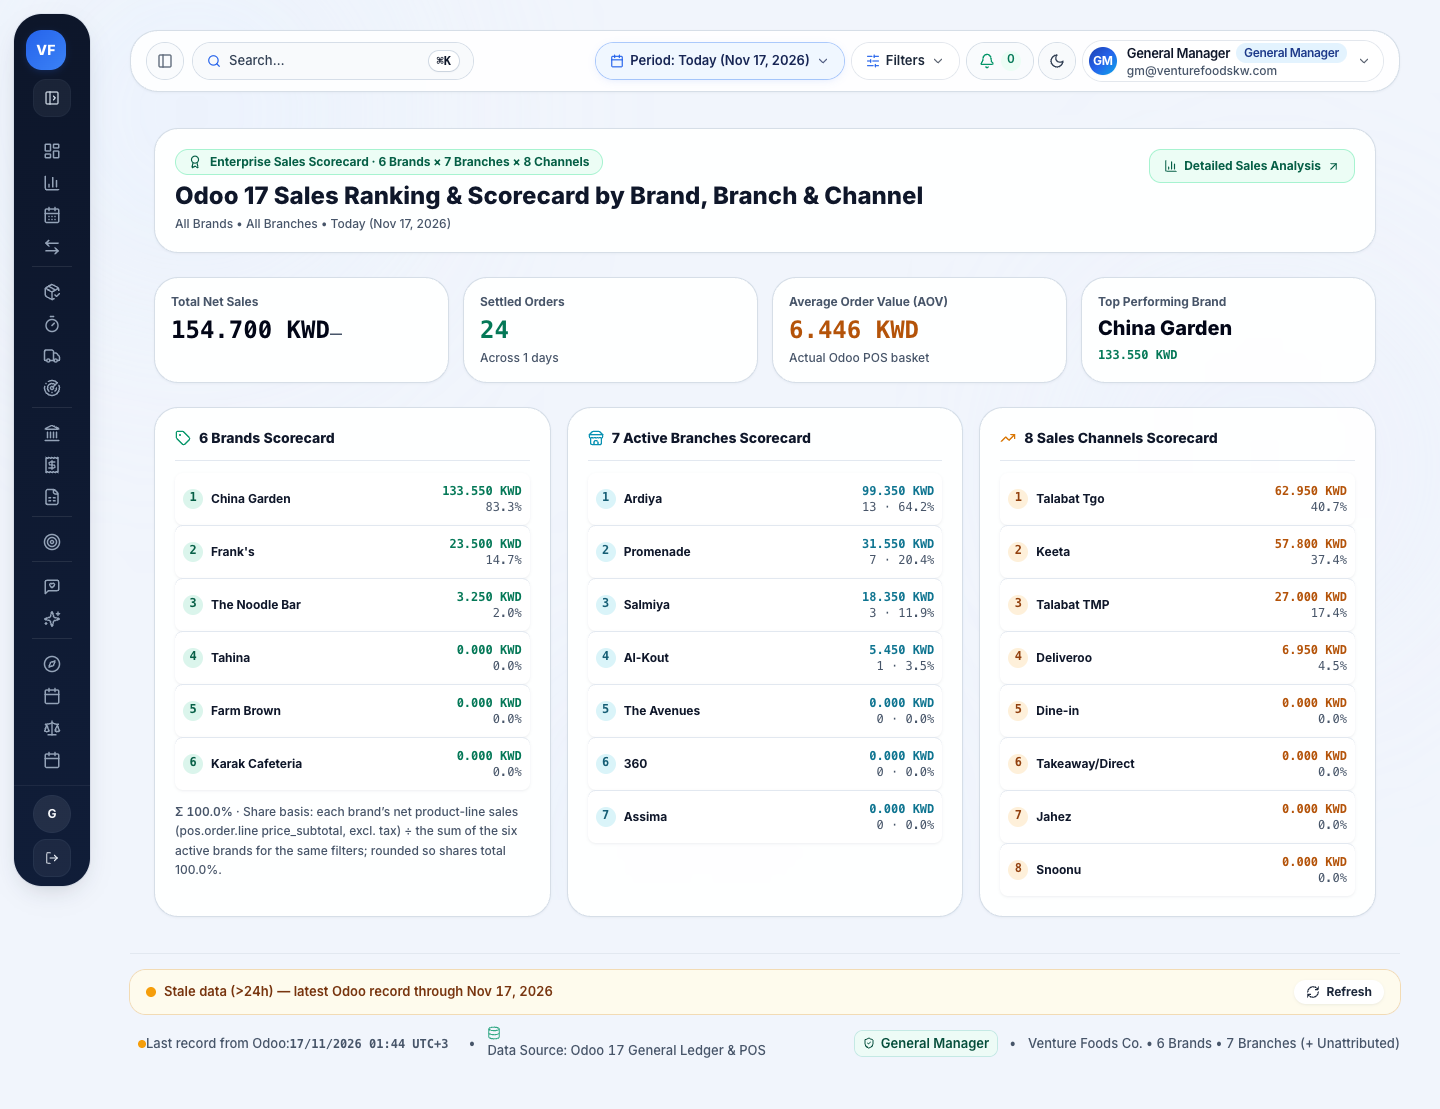 VF
Search...
⌘K
Period: Today (Nov 17, 2026)
Filters
0
GM
General Manager
General Manager
gm@venturefoodskw.com
Enterprise Sales Scorecard · 6 Brands × 7 Branches × 8 Channels
Detailed Sales Analysis
Odoo 17 Sales Ranking & Scorecard by Brand, Branch & Channel
All Brands • All Branches • Today (Nov 17, 2026)
Total Net Sales
154.700 KWD—
Settled Orders
24
Across 1 days
Average Order Value (AOV)
6.446 KWD
Actual Odoo POS basket
Top Performing Brand
China Garden
133.550 KWD
6 Brands Scorecard
1
China Garden
133.550 KWD
83.3%
2
Frank's
23.500 KWD
14.7%
3
The Noodle Bar
3.250 KWD
2.0%
4
Tahina
0.000 KWD
0.0%
5
Farm Brown
0.000 KWD
0.0%
6
Karak Cafeteria
0.000 KWD
0.0%
Σ 100.0% · Share basis: each brand’s net product-line sales
(pos.order.line price_subtotal, excl. tax) ÷ the sum of the six
active brands for the same filters; rounded so shares total
100.0%.
7 Active Branches Scorecard
1
Ardiya
99.350 KWD
13 · 64.2%
2
Promenade
31.550 KWD
7 · 20.4%
3
Salmiya
18.350 KWD
3 · 11.9%
4
Al-Kout
5.450 KWD
1 · 3.5%
5
The Avenues
0.000 KWD
0 · 0.0%
6
360
0.000 KWD
0 · 0.0%
7
Assima
0.000 KWD
0 · 0.0%
8 Sales Channels Scorecard
1
Talabat Tgo
62.950 KWD
40.7%
2
Keeta
57.800 KWD
37.4%
3
Talabat TMP
27.000 KWD
17.4%
4
Deliveroo
6.950 KWD
4.5%
5
Dine-in
0.000 KWD
0.0%
6
Takeaway/Direct
0.000 KWD
0.0%
7
Jahez
0.000 KWD
0.0%
8
Snoonu
0.000 KWD
0.0%
G
Stale data (>24h) — latest Odoo record through Nov 17, 2026
Refresh
Last record from Odoo:17/11/2026 01:44 UTC+3
•
Data Source: Odoo 17 General Ledger & POS
General Manager
•
Venture Foods Co. • 6 Brands • 7 Branches (+ Unattributed)